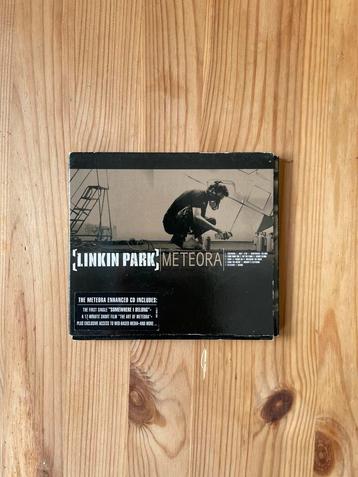 [LINKIN PARK]
METEORA
THE METEORA ENHANCED CD INCLUDES:
THE FIRST SINGLE "SOMEWHERE I BELONG"•
A 17-MINUTE SHORT FILM "THE ART OF METEORA"•
PLUS EXCLUSIVE ACCESS TO WEB-BASED MEDIA—AND MORE...